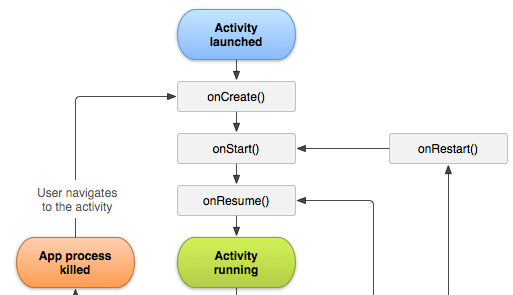 Activity
launched
onCreate()
onStart()
onRestart()
User navigates
to the activity
onResume()
App process
killed
Activity
running